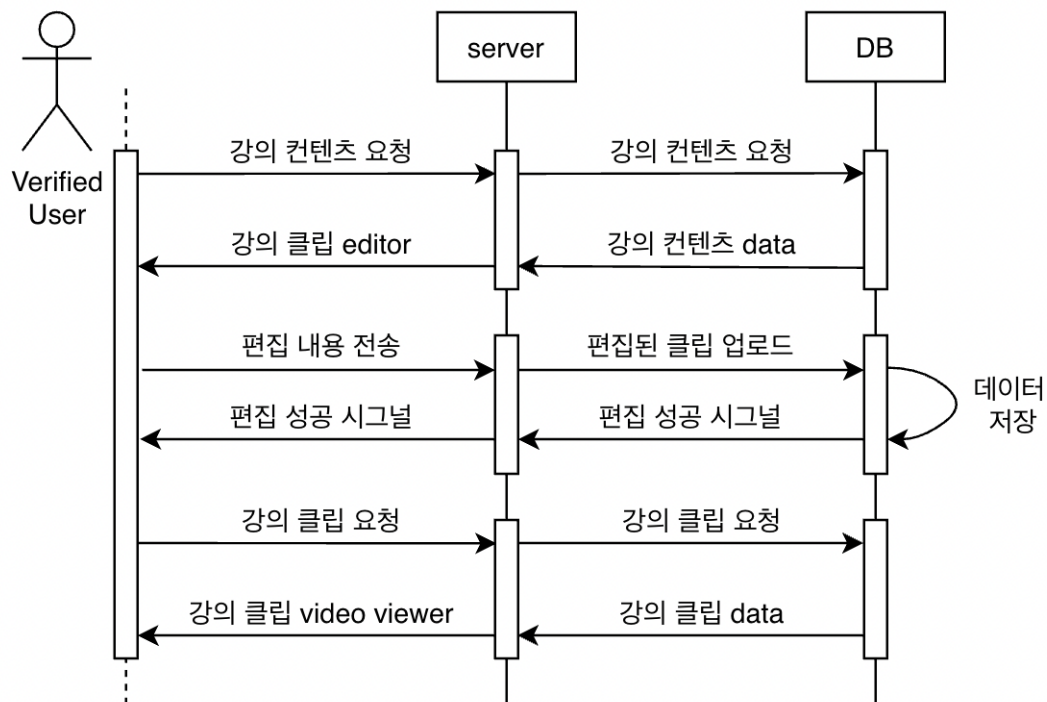 server
DB
Verified
User
강의 컨텐츠 요청
강의 컨텐츠 요청
강의 클립 editor
강의 컨텐츠 data
편집 내용 전송
편집된 클립 업로드
데이터
저장
편집 성공 시그널
편집 성공 시그널
강의 클립 요청
강의 클립 요청
강의 클립 video viewer
강의 클립 data